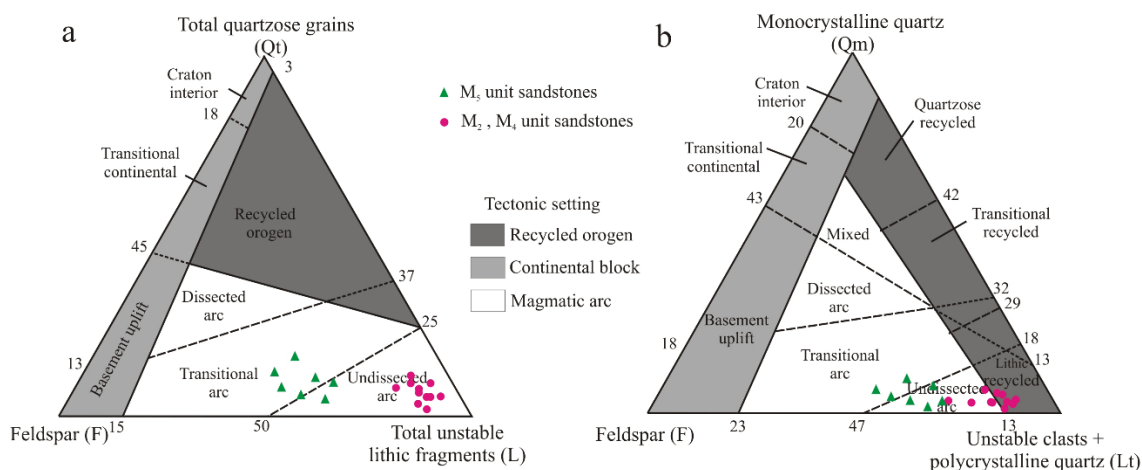 a
Total quartzose grains
(Qt)
3
Craton
interior
18
Transitional
continental
45
Recycled
orogen
37
Dissected
arc
25
13
Basement uplift
Transitional
arc
Undissected
arc
Feldspar (F)
15
50
Total unstable
lithic fragments (L)
M5 unit sandstones
M2 , M4 unit sandstones
Tectonic setting
Recycled orogen
Continental block
Magmatic arc
b
Monocrystalline quartz
(Qm)
Craton
interior
20
Quartzose
recycled
Transitional
continental
43
42
Transitional
recycled
Mixed
Dissected
arc
32
29
Basement
uplift
18
18
13
Transitional
arc
Lithic
recycled
Undissected
arc
Feldspar (F)
23
47
13
Unstable clasts +
polycrystalline quartz (Lt)